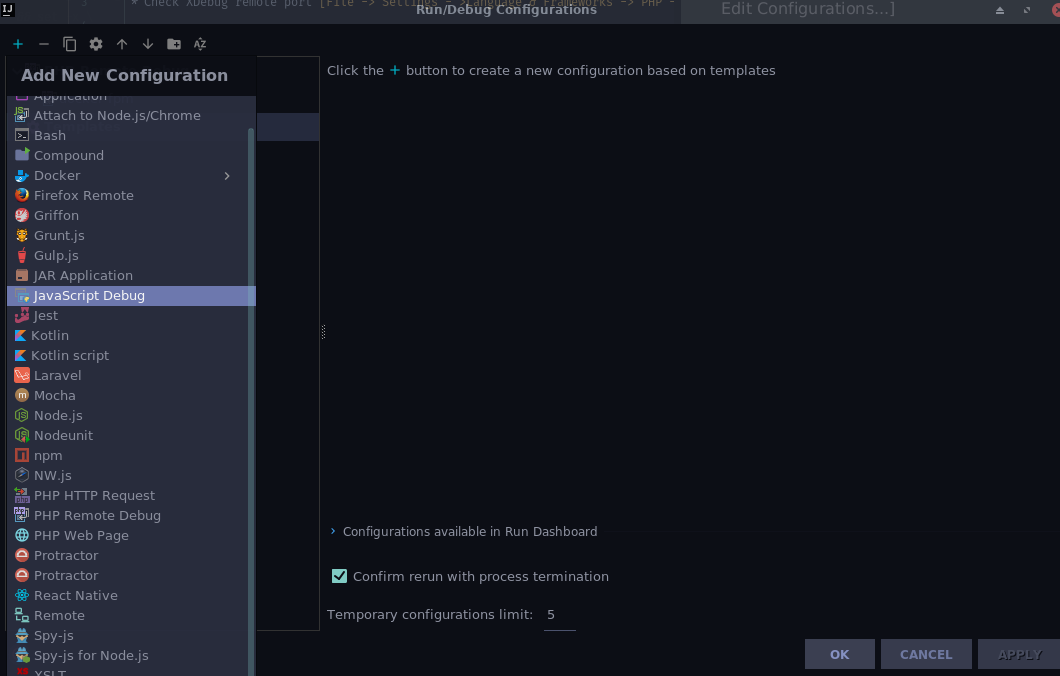 IJ
* Check XDebug remote port [File -> Settings
Frameworks -> PHP -
Run/Debug Configurations
Edit Configurations...]
Add New Configuration
Click the + button to create a new configuration based on templates
Application
Attach to Node.js/Chrome
Bash
Compound
Docker
Firefox Remote
Griffon
Grunt.js
Gulp.js
JAR Application
JavaScript Debug
Jest
Kotlin
Kotlin script
Laravel
Mocha
Node.js
Nodeunit
npm
NW.js
PHP HTTP Request
PHP Remote Debug
PHP Web Page
Protractor
Protractor
React Native
Remote
Spy-js
Spy-js for Node.js
XSLT
Configurations available in Run Dashboard
Confirm rerun with process termination
Temporary configurations limit: 5
OK
CANCEL
APPLY